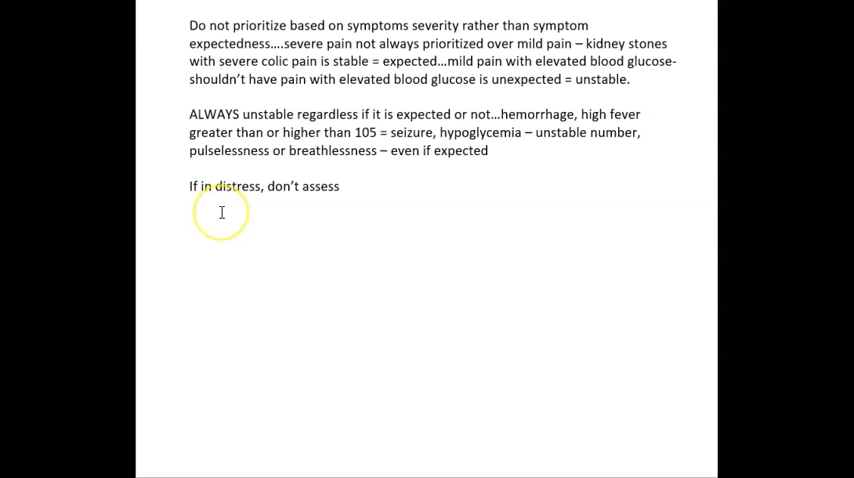 Do not prioritize based on symptoms severity rather than symptom
expectedness....severe pain not always prioritized over mild pain – kidney stones
with severe colic pain is stable = expected...mild pain with elevated blood glucose-
shouldn't have pain with elevated blood glucose is unexpected = unstable.
ALWAYS unstable regardless if it is expected or not...hemorrhage, high fever
greater than or higher than 105 = seizure, hypoglycemia – unstable number,
pulselessness or breathlessness – even if expected
If in distress, don't assess